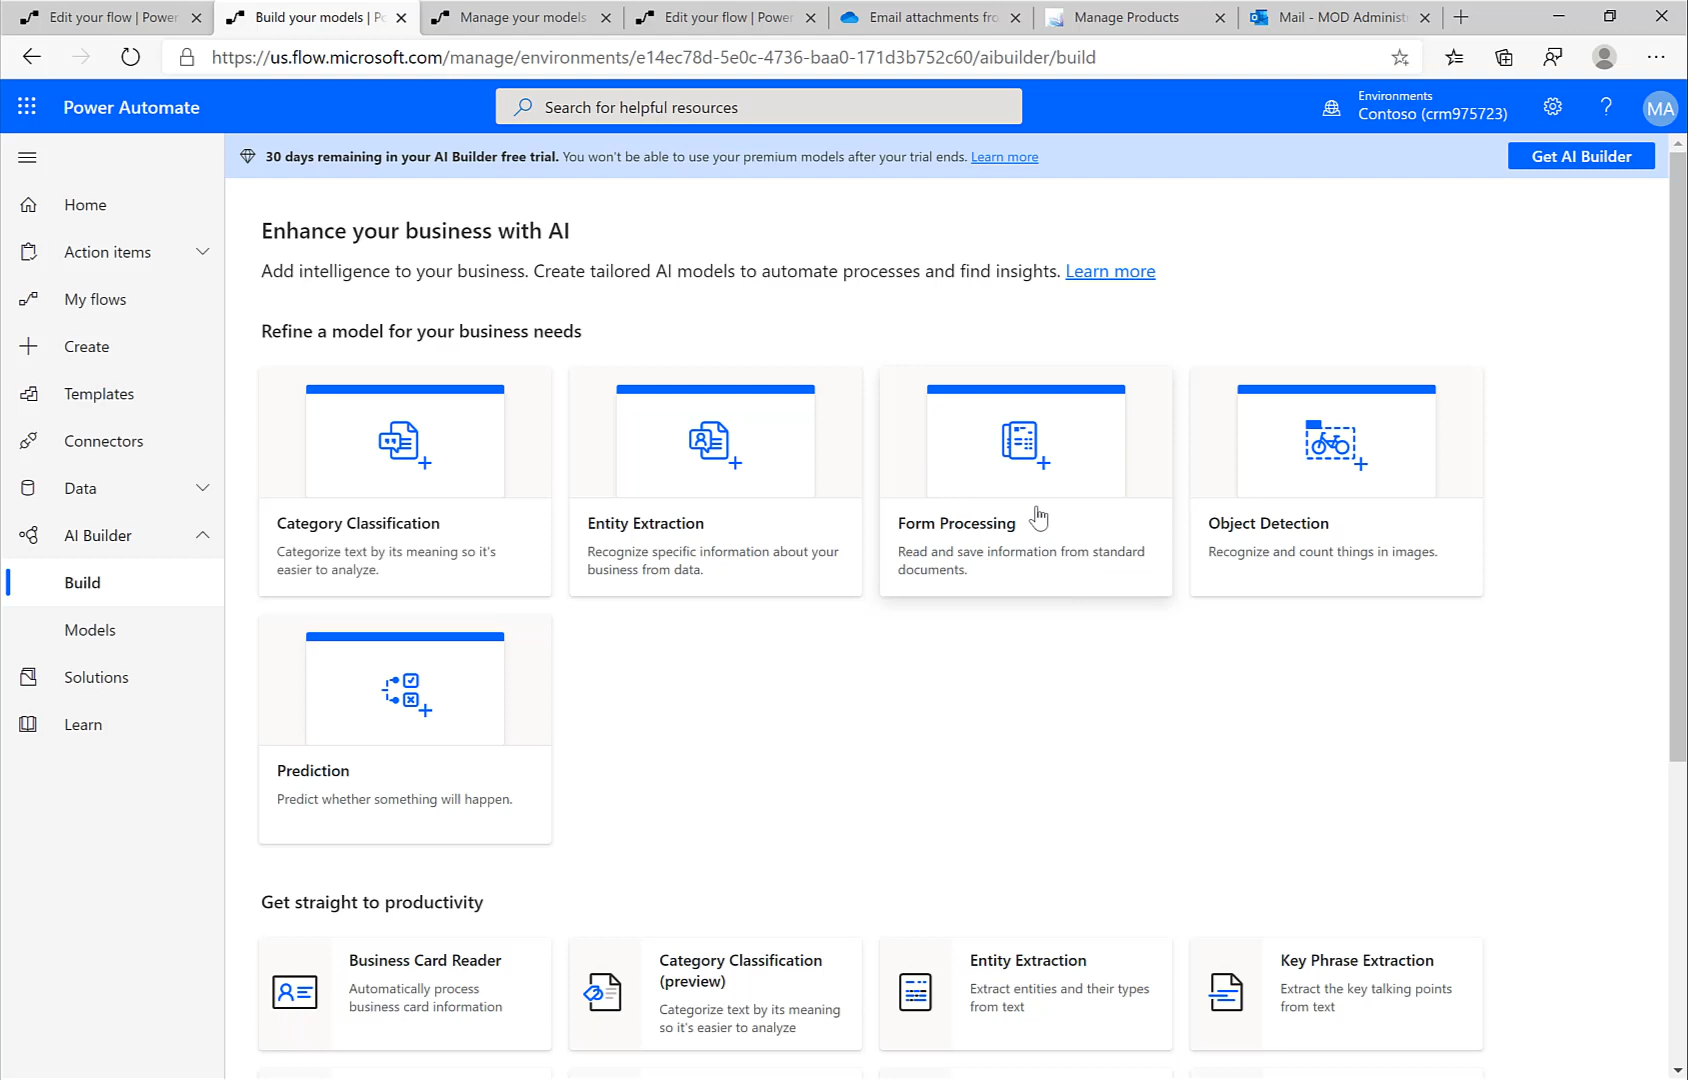 Edit your flow | Power
Build your models | P
Manage your models
Edit your flow | Power
Email attachments fro
Manage Products
Mail - MOD Administ
https://us.flow.microsoft.com/manage/environments/e14ec78d-5e0c-4736-baa0-171d3b752c60/aibuilder/build
Power Automate
Search for helpful resources
Environments
Contoso (crm975723)
?
MA
30 days remaining in your AI Builder free trial. You won't be able to use your premium models after your trial ends. Learn more
Get AI Builder
Home
Action items
My flows
Create
Templates
Connectors
Data
AI Builder
Build
Models
Solutions
Learn
Enhance your business with AI
Add intelligence to your business. Create tailored AI models to automate processes and find insights. Learn more
Refine a model for your business needs
Category Classification
Categorize text by its meaning so it's
easier to analyze.
Entity Extraction
Recognize specific information about your
business from data.
Form Processing
Read and save information from standard
documents.
Object Detection
Recognize and count things in images.
Prediction
Predict whether something will happen.
Get straight to productivity
Business Card Reader
Automatically process
business card information
Category Classification
(preview)
Categorize text by its meaning
so it's easier to analyze
Entity Extraction
Extract entities and their types
from text
Key Phrase Extraction
Extract the key talking points
from text